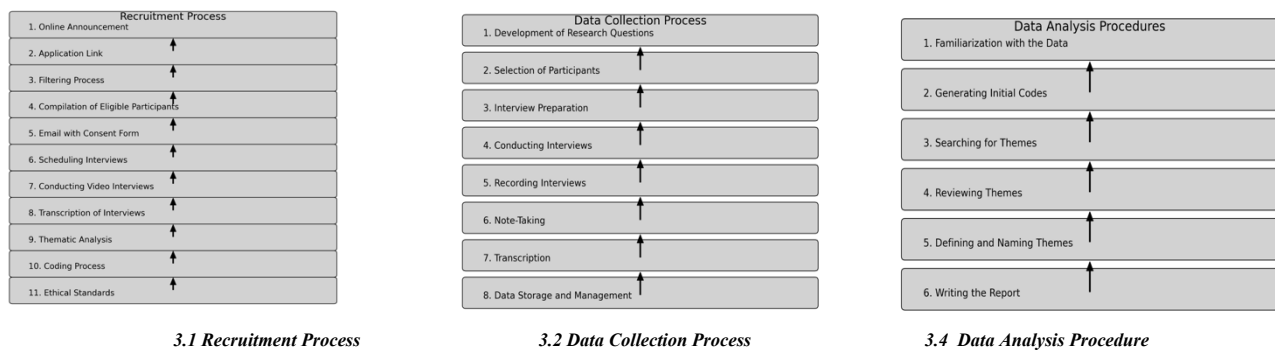 Recruitment Process
1. Online Announcement
2. Application Link
3. Filtering Process
4. Compilation of Eligible Participants
5. Email with Consent Form
6. Scheduling Interviews
7. Conducting Video Interviews
8. Transcription of Interviews
9. Thematic Analysis
10. Coding Process
11. Ethical Standards
3.1 Recruitment Process
Data Collection Process
1. Development of Research Questions
2. Selection of Participants
3. Interview Preparation
4. Conducting Interviews
5. Recording Interviews
6. Note-Taking
7. Transcription
8. Data Storage and Management
3.2 Data Collection Process
Data Analysis Procedures
1. Familiarization with the Data
2. Generating Initial Codes
3. Searching for Themes
4. Reviewing Themes
5. Defining and Naming Themes
6. Writing the Report
3.4 Data Analysis Procedure